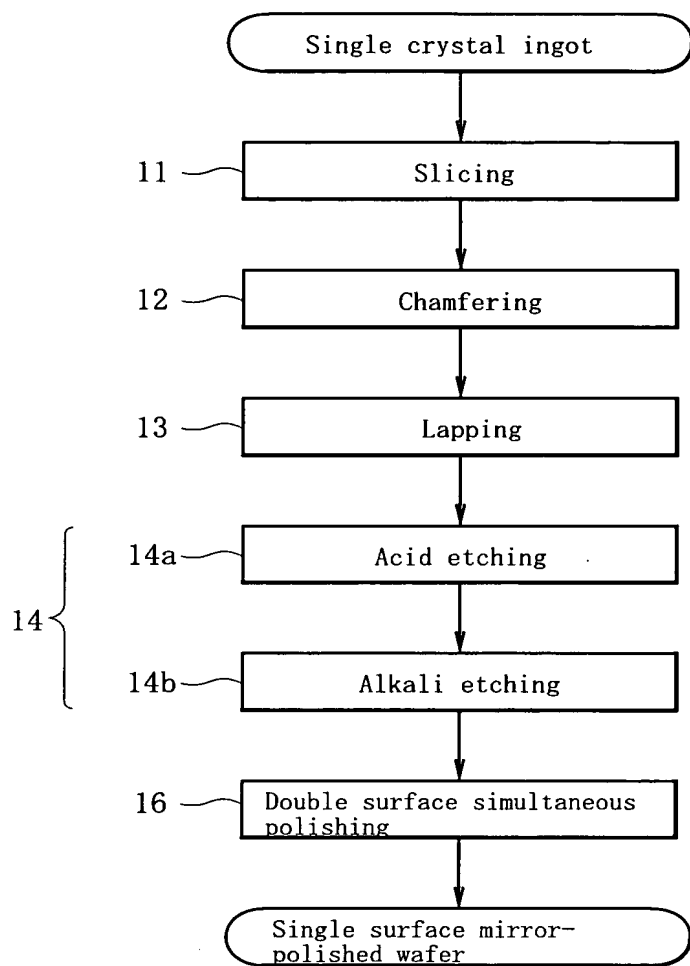 Single crystal ingot
11
Slicing
12
Chamfering
13
Lapping
14
14a
Acid etching
14b
Alkali etching
16
Double surface simultaneous
polishing
Single surface mirror-
polished wafer